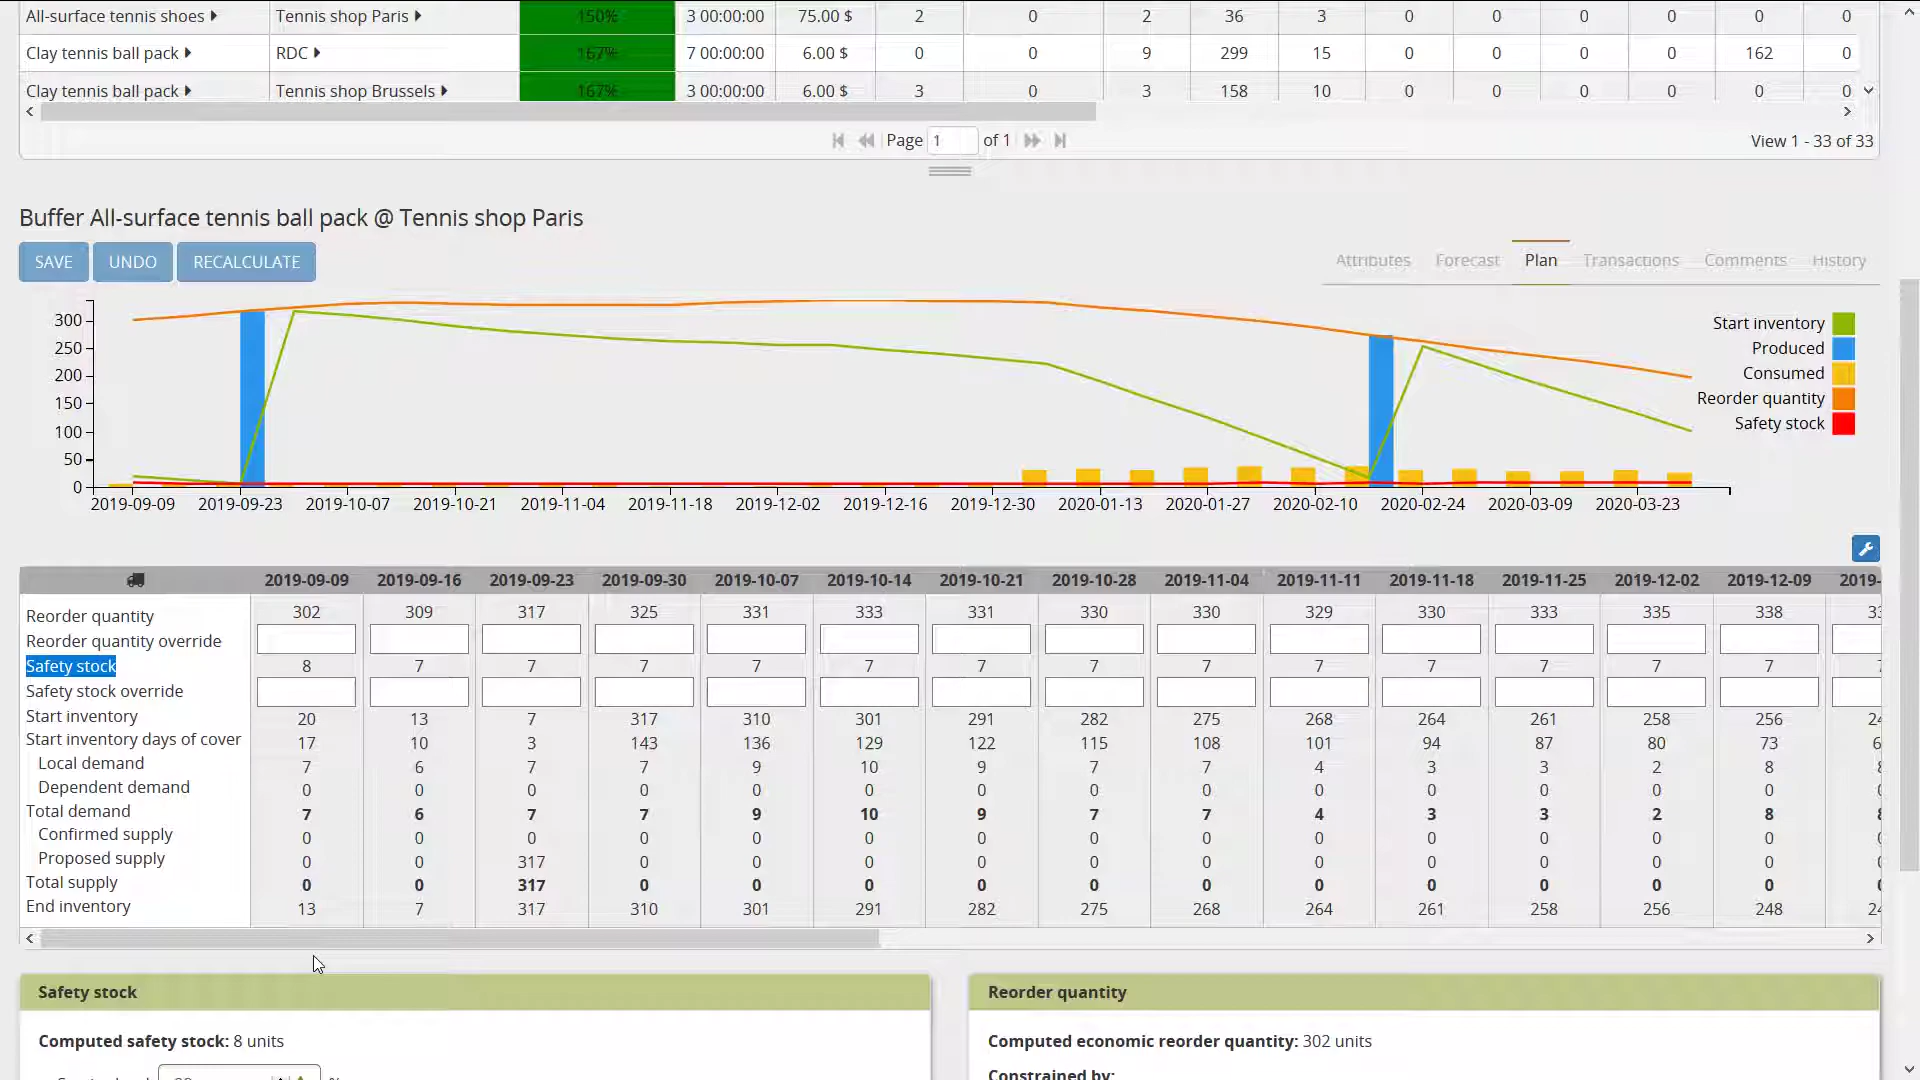 All-surface tennis shoes Tennis shop Paris 150% 3 00:00:00 75.00 $ 2 0 2 36 3 0 0 0 0 0 0
Clay tennis ball pack RDC 167% 7 00:00:00 6.00 $ 0 0 9 299 15 0 0 0 0 162 0
Clay tennis ball pack Tennis shop Brussels 167% 3 00:00:00 6.00 $ 3 0 3 158 10 0 0 0 0 0 0
Page 1 of 1
View 1 - 33 of 33
Buffer All-surface tennis ball pack @ Tennis shop Paris
SAVE UNDO RECALCULATE
Attributes Forecast Plan Transactions Comments History
300
250
200
150
100
50
0
2019-09-09 2019-09-23 2019-10-07 2019-10-21 2019-11-04 2019-11-18 2019-12-02 2019-12-16 2019-12-30 2020-01-13 2020-01-27 2020-02-10 2020-02-24 2020-03-09 2020-03-23
Start inventory
Produced
Consumed
Reorder quantity
Safety stock
2019-09-09 2019-09-16 2019-09-23 2019-09-30 2019-10-07 2019-10-14 2019-10-21 2019-10-28 2019-11-04 2019-11-11 2019-11-18 2019-11-25 2019-12-02 2019-12-09 2019-
Reorder quantity 302 309 317 325 331 333 331 330 330 329 330 333 335 338
Reorder quantity override
Safety stock 8 7 7 7 7 7 7 7 7 7 7 7 7 7
Safety stock override
Start inventory 20 13 7 317 310 301 291 282 275 268 264 261 258 256
Start inventory days of cover 17 10 3 143 136 129 122 115 108 101 94 87 80 73
Local demand 7 6 7 7 9 10 9 7 7 4 3 3 2 8
Dependent demand 0 0 0 0 0 0 0 0 0 0 0 0 0 0
Total demand 7 6 7 7 9 10 9 7 7 4 3 3 2 8
Confirmed supply 0 0 0 0 0 0 0 0 0 0 0 0 0 0
Proposed supply 0 0 317 0 0 0 0 0 0 0 0 0 0 0
Total supply 0 0 317 0 0 0 0 0 0 0 0 0 0 0
End inventory 13 7 317 310 301 291 282 275 268 264 261 258 256 248
Safety stock
Computed safety stock: 8 units
Reorder quantity
Computed economic reorder quantity: 302 units
Constrained by: